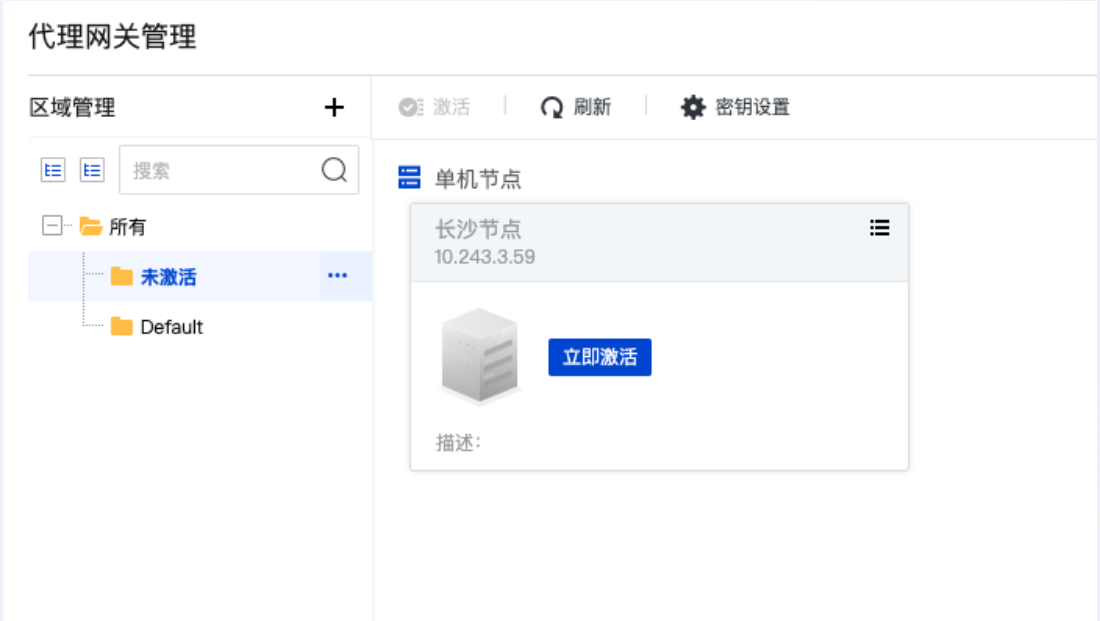 代理网关管理
区域管理
激活 刷新 密钥设置
搜索
所有
未激活
Default
单机节点
长沙节点
10.243.3.59
立即激活
描述: